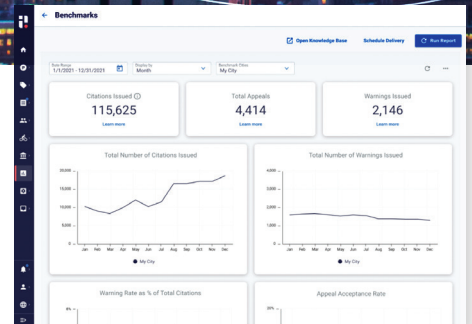 ← Benchmarks
Open Knowledge Base
Schedule Delivery
Run Report
Date Range
1/1/2021 - 12/31/2021
Display by
Month
Benchmark Cities
My City
Citations Issued
115,625
Learn more
Total Appeals
4,414
Learn more
Warnings Issued
2,146
Learn more
Total Number of Citations Issued
20,000
15,000
10,000
5,000
0
Jan Feb Mar Apr May Jun Jul Aug Sep Oct Nov Dec
My City
Total Number of Warnings Issued
4,000
3,000
2,000
1,000
0
Jan Feb Mar Apr May Jun Jul Aug Sep Oct Nov Dec
My City
Warning Rate as % of Total Citations
Appeal Acceptance Rate